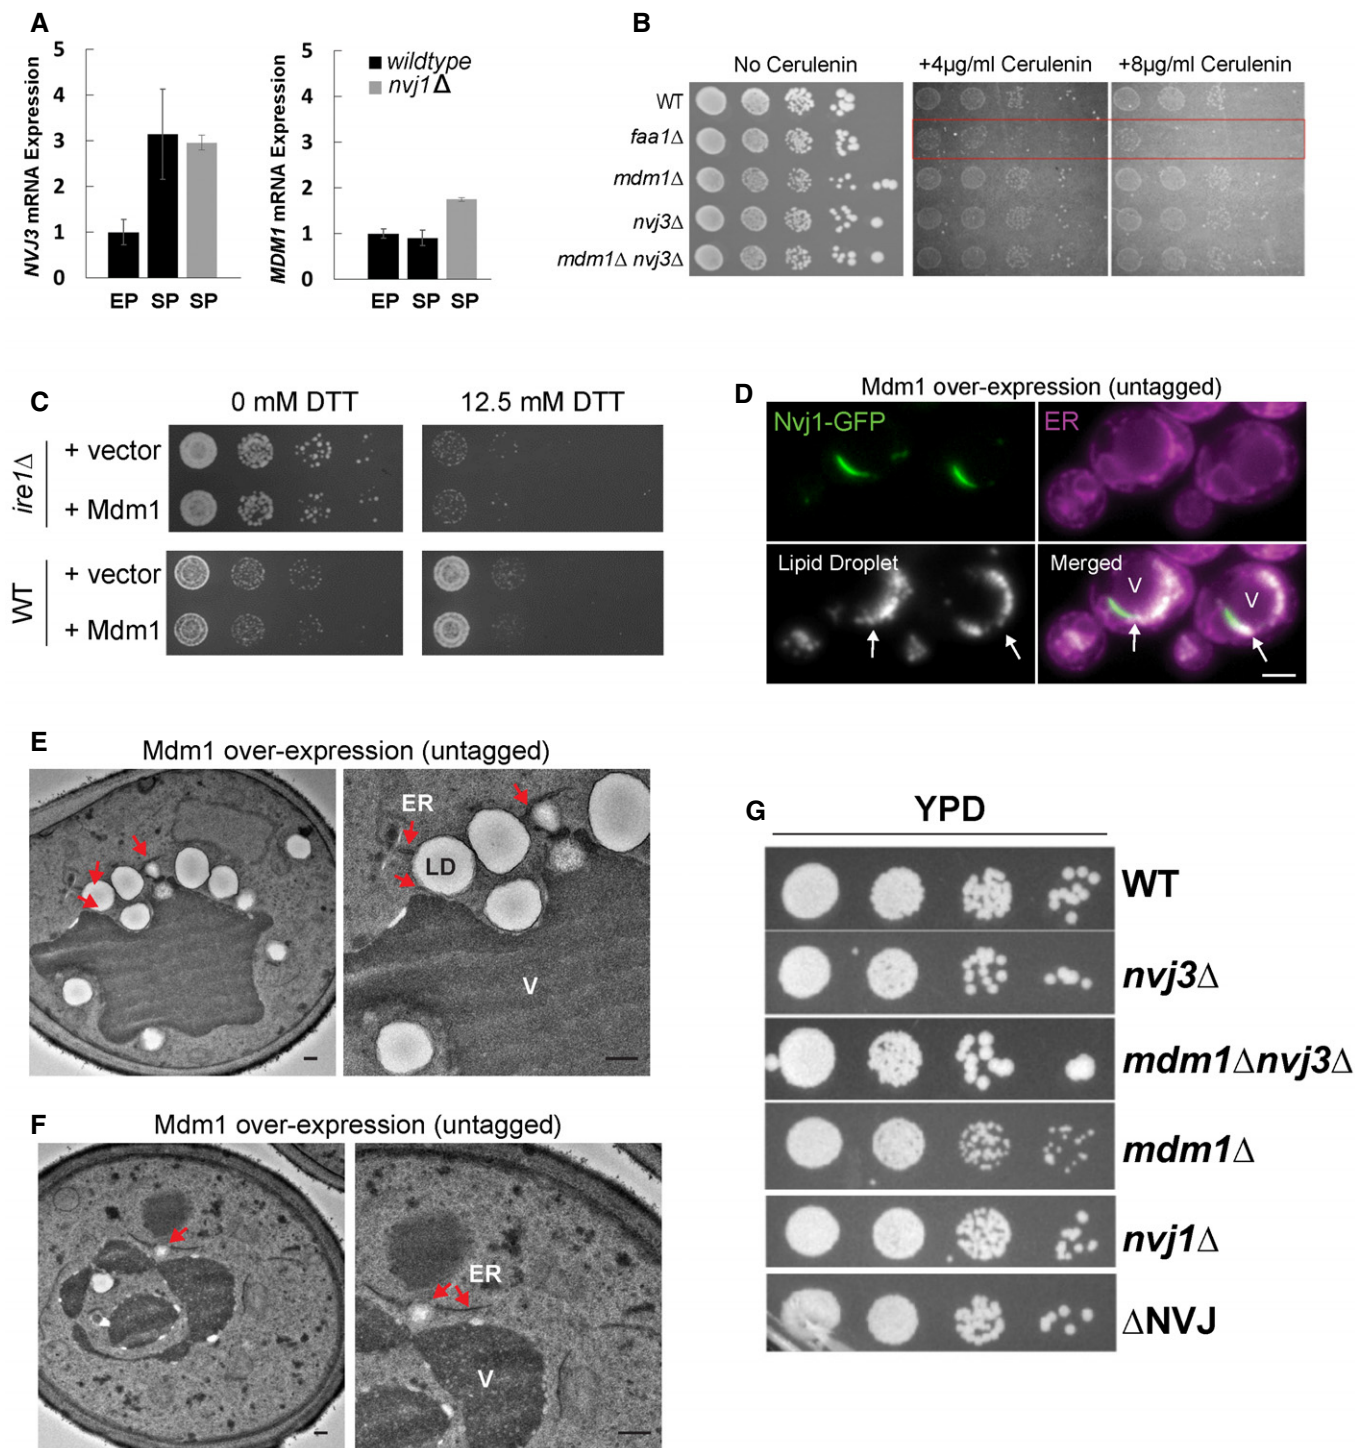 A
NVJ3 mRNA Expression
5
4
3
2
1
0
EP SP SP
MDM1 mRNA Expression
5
4
3
2
1
0
EP SP SP
wildtype
nvj1Δ
B
No Cerulenin
+4µg/ml Cerulenin
+8µg/ml Cerulenin
WT
faa1Δ
mdm1Δ
nvj3Δ
mdm1Δ nvj3Δ
C
0 mM DTT
12.5 mM DTT
ire1Δ
+ vector
+ Mdm1
WT
+ vector
+ Mdm1
D
Mdm1 over-expression (untagged)
Nvj1-GFP
ER
Lipid Droplet
Merged
V
V
E
Mdm1 over-expression (untagged)
ER
LD
V
F
Mdm1 over-expression (untagged)
ER
V
G
YPD
WT
nvj3Δ
mdm1Δnvj3Δ
mdm1Δ
nvj1Δ
ΔNVJ